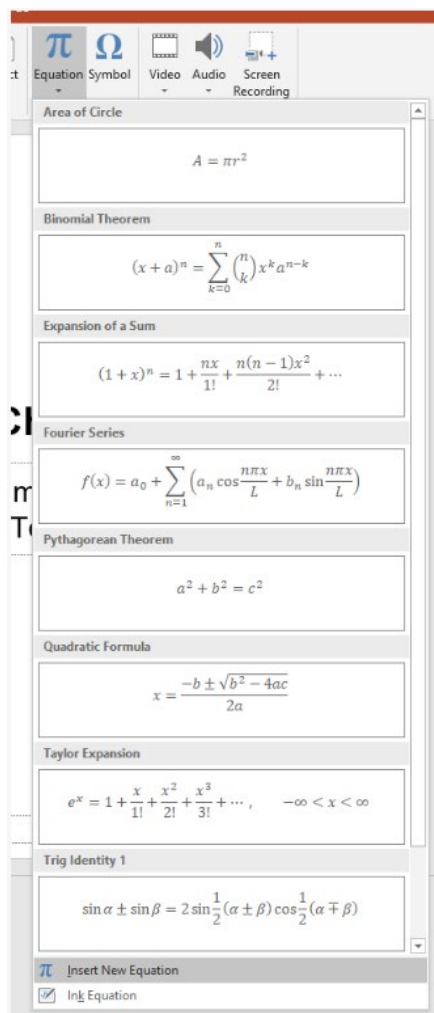 Equation Symbol Video Audio Screen Recording
Area of Circle
A = πr²
Binomial Theorem
(x + a)ⁿ = ∑ₖ₌₀ⁿ (n k) xᵏaⁿ⁻ᵏ
Expansion of a Sum
(1 + x)ⁿ = 1 + nx/1! + n(n − 1)x²/2! + ⋯
Fourier Series
f(x) = a₀ + ∑ₙ₌₁^∞ (aₙ cos nπx/L + bₙ sin nπx/L)
Pythagorean Theorem
a² + b² = c²
Quadratic Formula
x = (−b ± √(b² − 4ac))/2a
Taylor Expansion
eˣ = 1 + x/1! + x²/2! + x³/3! + ⋯ , −∞ < x < ∞
Trig Identity 1
sin α ± sin β = 2 sin 1/2 (α ± β) cos 1/2 (α ∓ β)
π Insert New Equation
Ink Equation